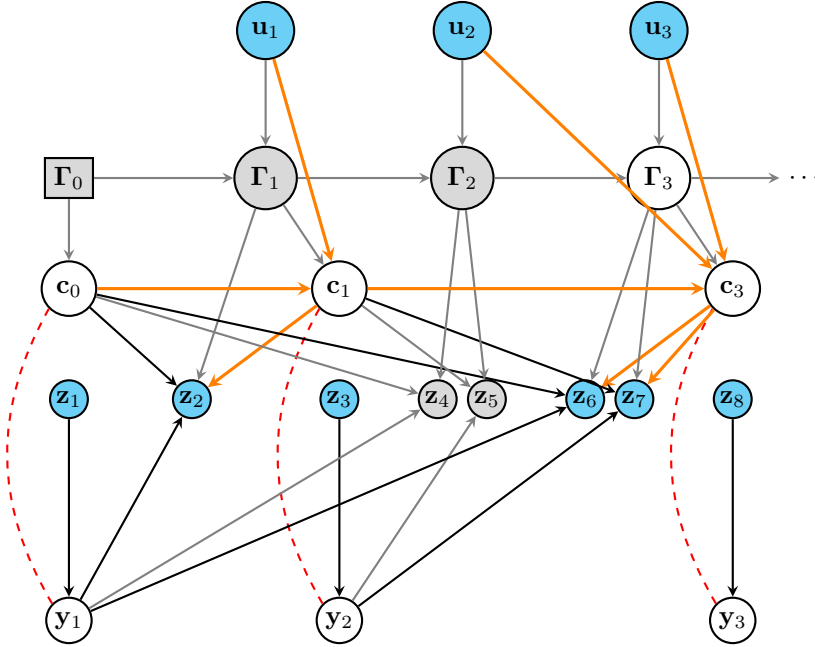 u₁ u₂ u₃
Γ₀ Γ₁ Γ₂ Γ₃ ···
c₀ c₁ c₃
z₁ z₂ z₃ z₄ z₅ z₆ z₇ z₈
y₁ y₂ y₃